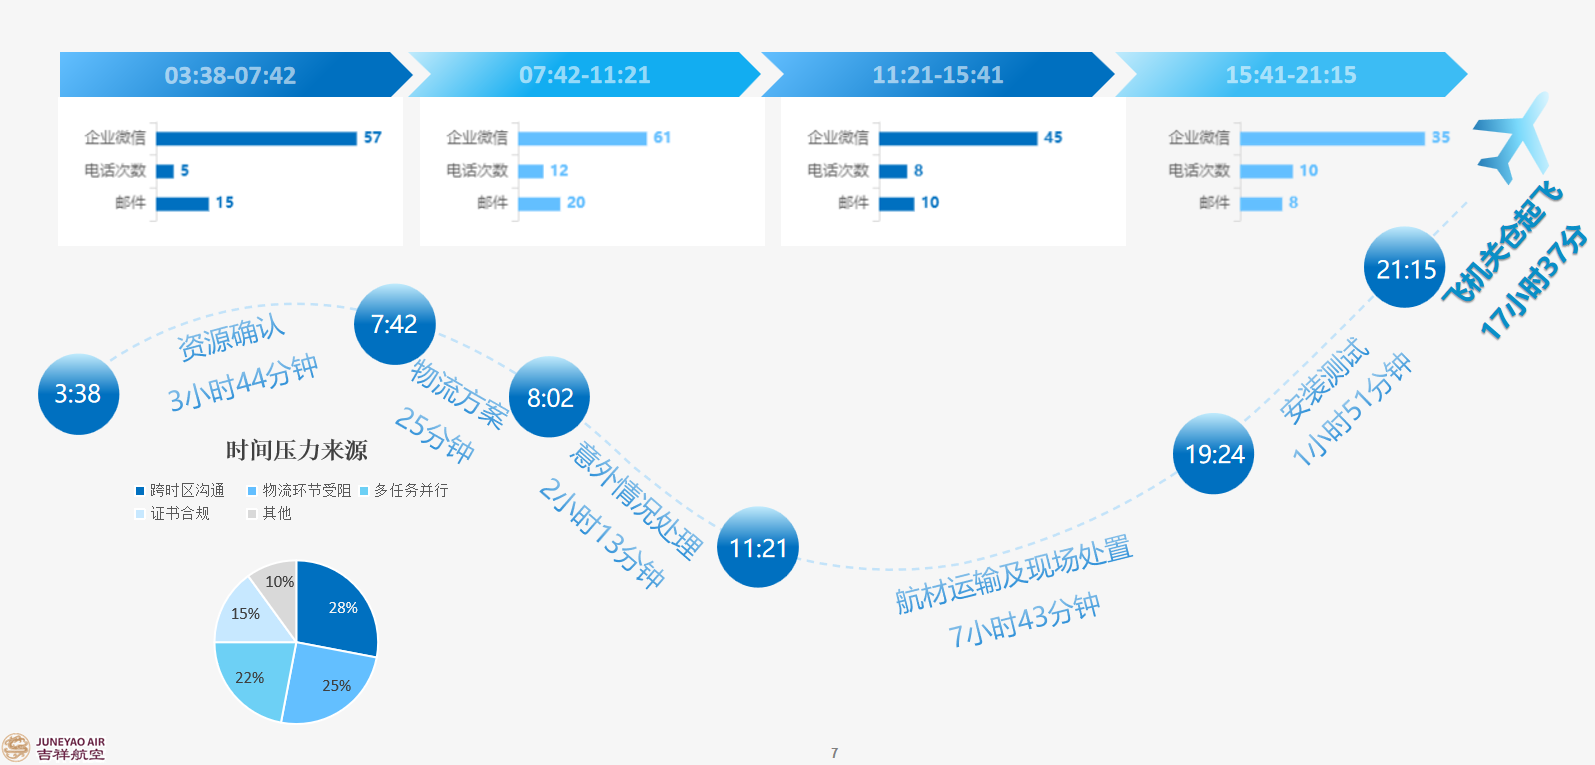 03:38-07:42
07:42-11:21
11:21-15:41
15:41-21:15
企业微信 57
电话次数 5
邮件 15
企业微信 61
电话次数 12
邮件 20
企业微信 45
电话次数 8
邮件 10
企业微信 35
电话次数 10
邮件 8
3:38
资源确认
3小时44分钟
7:42
物流方案
25分钟
8:02
意外情况处理
2小时13分钟
11:21
航材运输及现场处置
7小时43分钟
19:24
安装测试
1小时51分钟
21:15
飞机关仓起飞
17小时37分
时间压力来源
跨时区沟通 物流环节受阻 多任务并行
证书合规 其他
10%
28%
15%
22%
25%
JUNEYAO AIR
吉祥航空
7